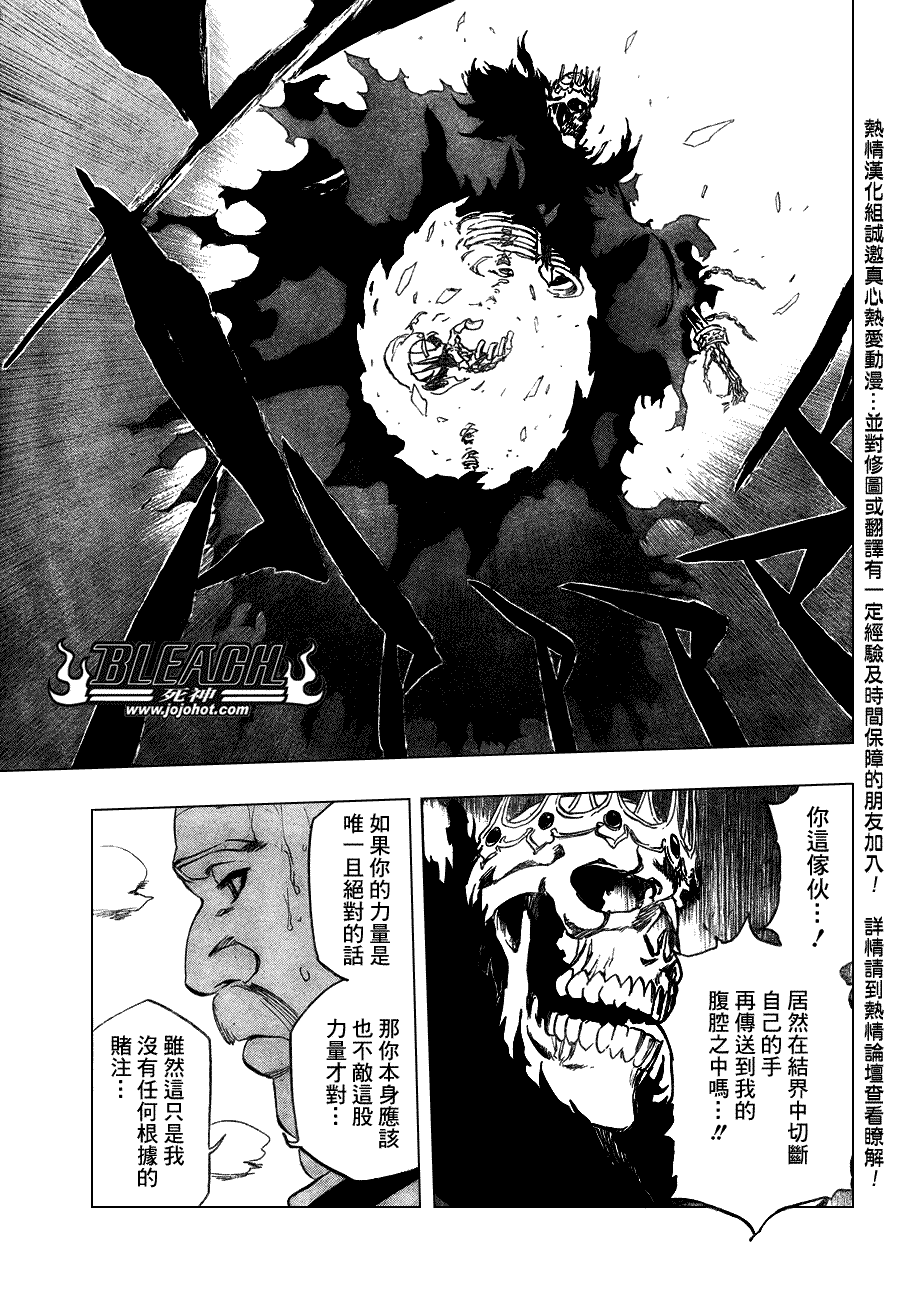 BLEACH
死神
www.jojohot.com
你這傢伙…!
居然在結界中切斷
自己的手
再傳送到我的
腹腔之中嗎…!!
如果你的力量是
唯一且絕對的話
那你本身應該
也不敵這股
力量才對…
雖然這只是我
沒有任何根據的
賭注…
熱情漢化組誠邀真心熱愛動漫…並對修圖或翻譯有一定經驗及時間保障的朋友加入！ 詳情請到熱情論壇查看瞭解！